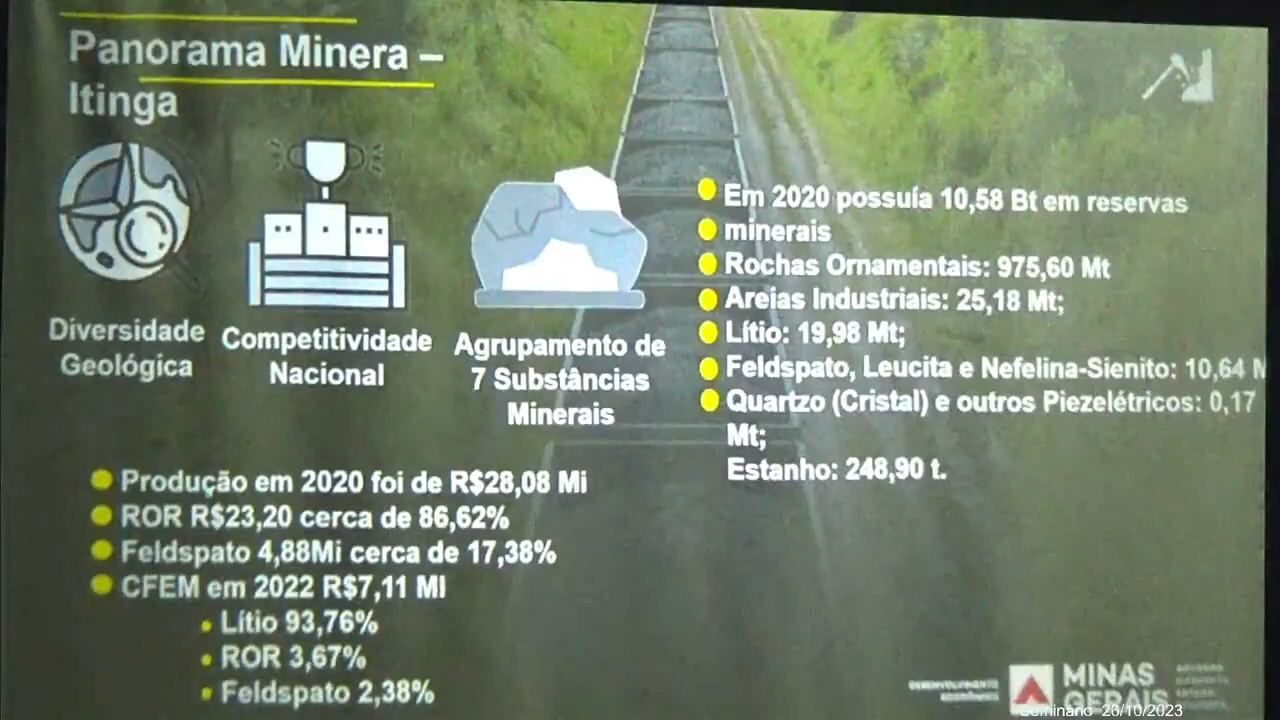 Panorama Minera –
Itinga
Diversidade
Geológica
Competitividade
Nacional
Agrupamento de
7 Substâncias
Minerais
Em 2020 possuía 10,58 Bt em reservas
minerais
Rochas Ornamentais: 975,60 Mt
Areias Industriais: 25,18 Mt;
Lítio: 19,98 Mt;
Feldspato, Leucita e Nefelina-Sienito: 10,64 M
Quartzo (Cristal) e outros Piezelétricos: 0,17
Mt;
Estanho: 248,90 t.
Produção em 2020 foi de R$28,08 Mi
ROR R$23,20 cerca de 86,62%
Feldspato 4,88Mi cerca de 17,38%
CFEM em 2022 R$7,11 MI
Lítio 93,76%
ROR 3,67%
Feldspato 2,38%
DESENVOLVIMENTO
ECONÔMICO
MINAS
GERAIS
Seminário 26/10/2023